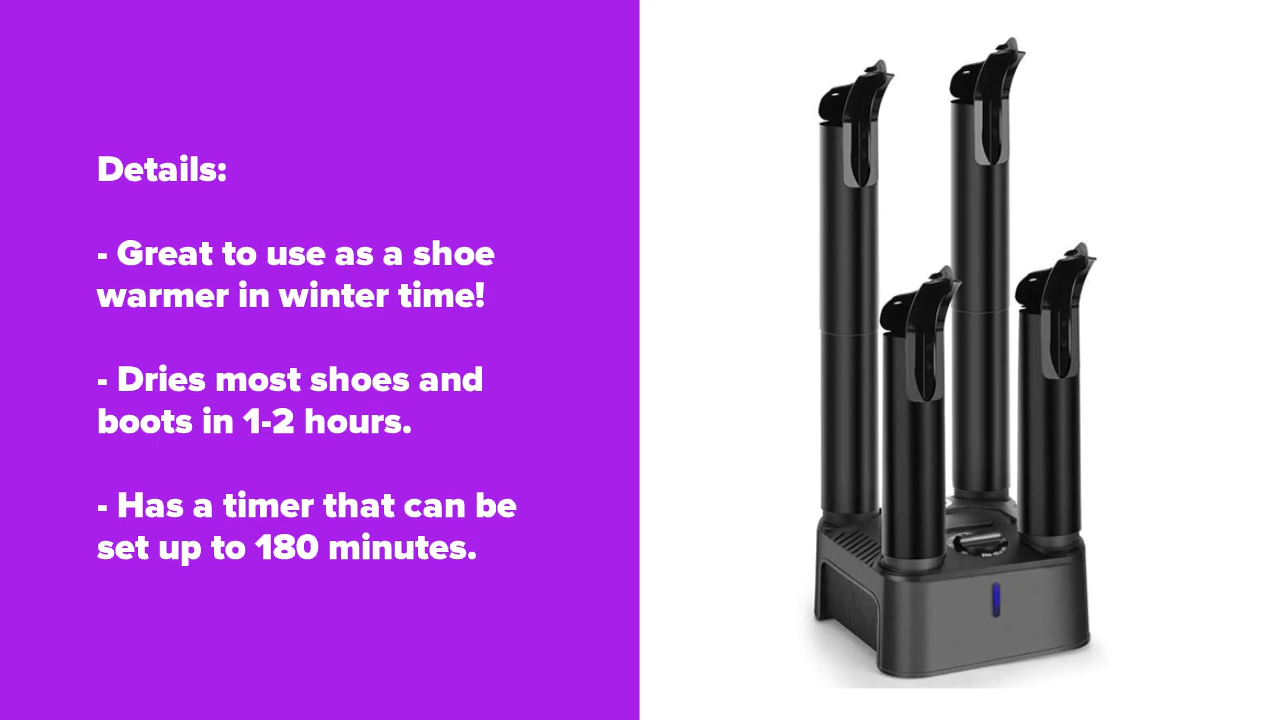 Details:
- Great to use as a shoe
warmer in winter time!
- Dries most shoes and
boots in 1-2 hours.
- Has a timer that can be
set up to 180 minutes.